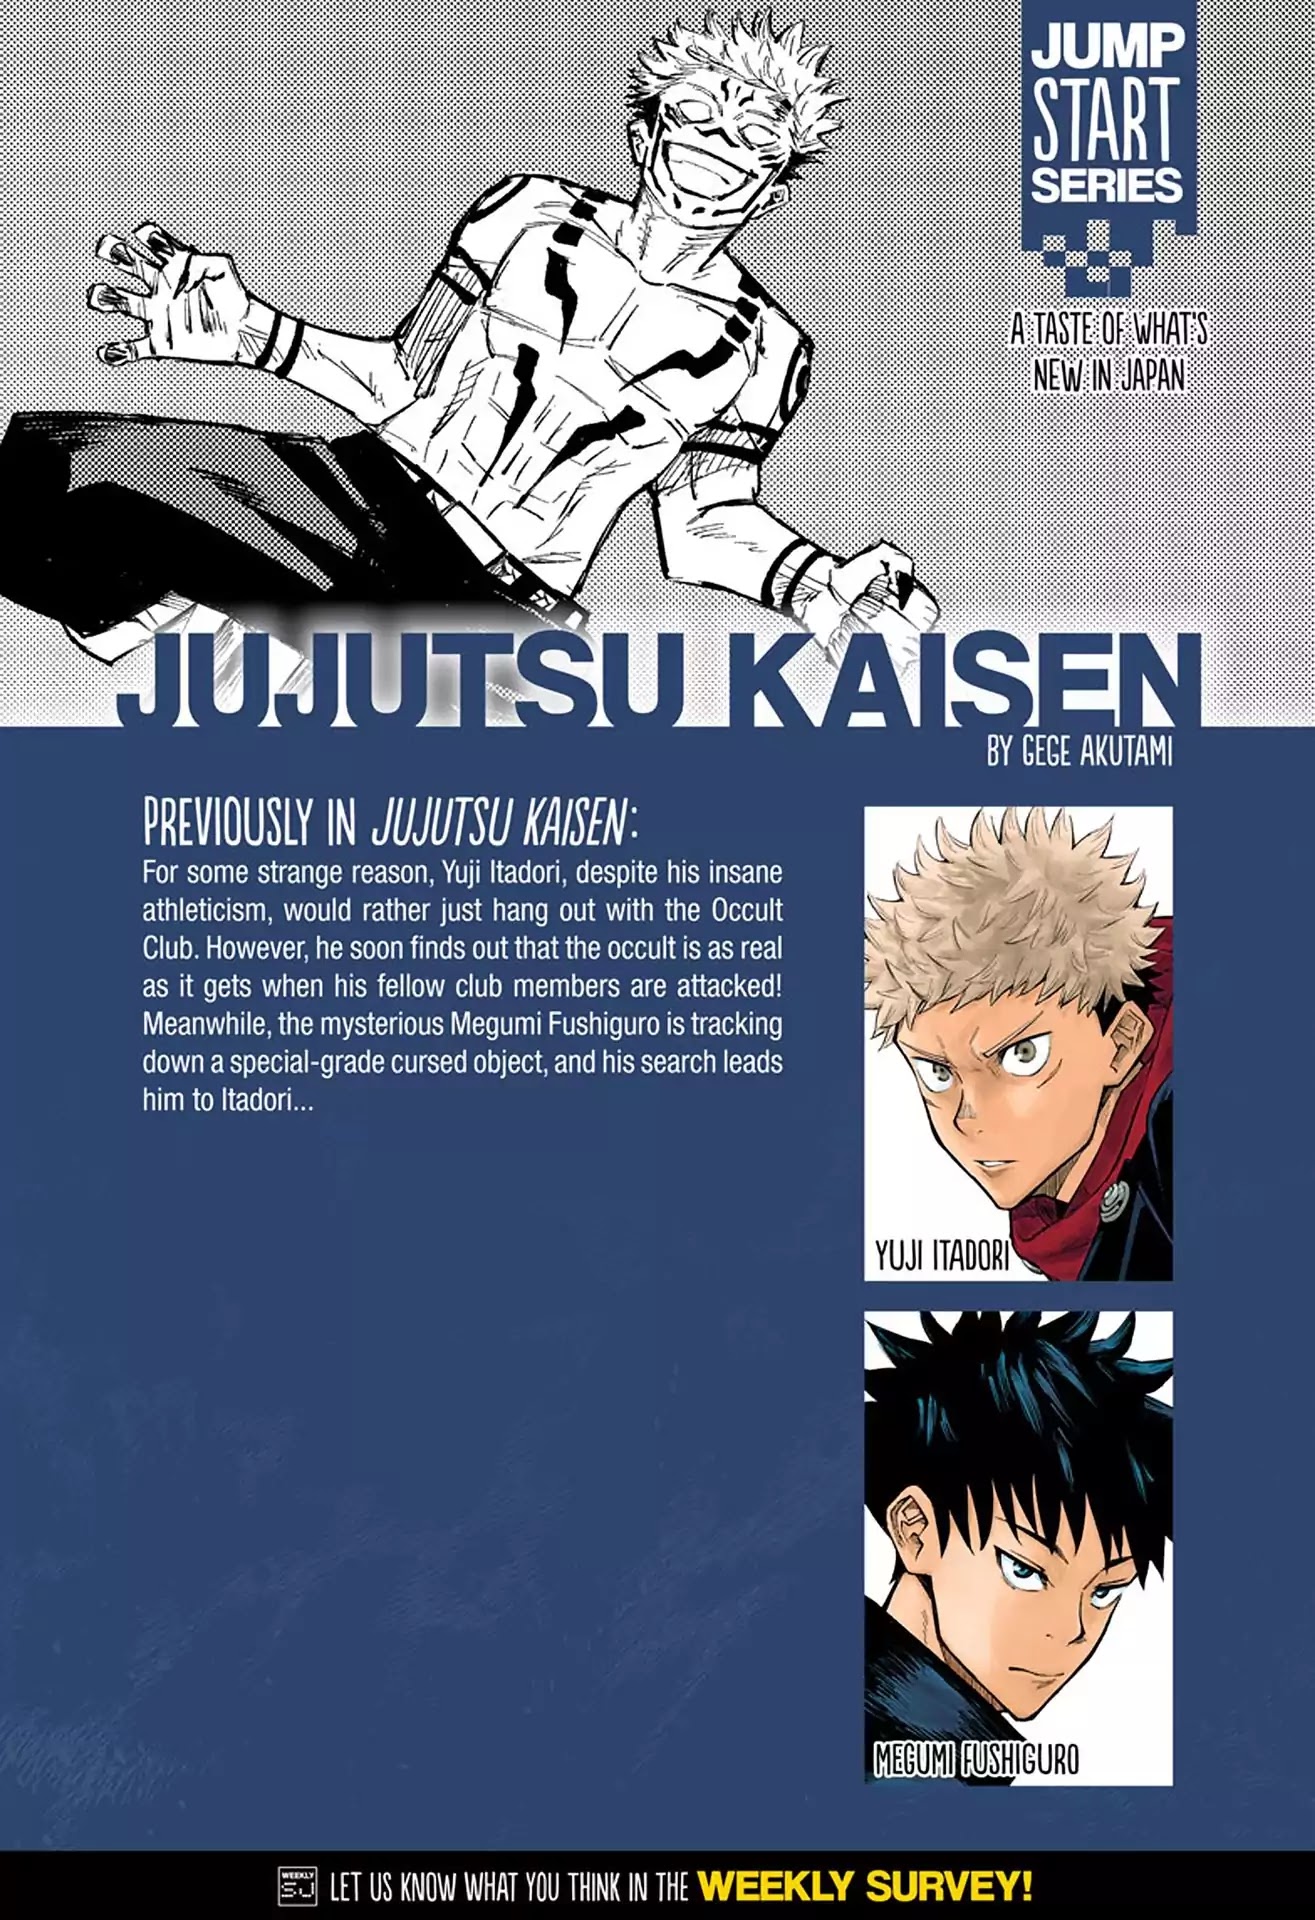 JUMP
START
SERIES
A TASTE OF WHAT'S
NEW IN JAPAN
JUJUTSU KAISEN
BY GEGE AKUTAMI
PREVIOUSLY IN JUJUTSU KAISEN:
For some strange reason, Yuji Itadori, despite his insane
athleticism, would rather just hang out with the Occult
Club. However, he soon finds out that the occult is as real
as it gets when his fellow club members are attacked!
Meanwhile, the mysterious Megumi Fushiguro is tracking
down a special-grade cursed object, and his search leads
him to Itadori...
YUJI ITADORI
MEGUMI FUSHIGURO
WEEKLY
SJ
LET US KNOW WHAT YOU THINK IN THE WEEKLY SURVEY!